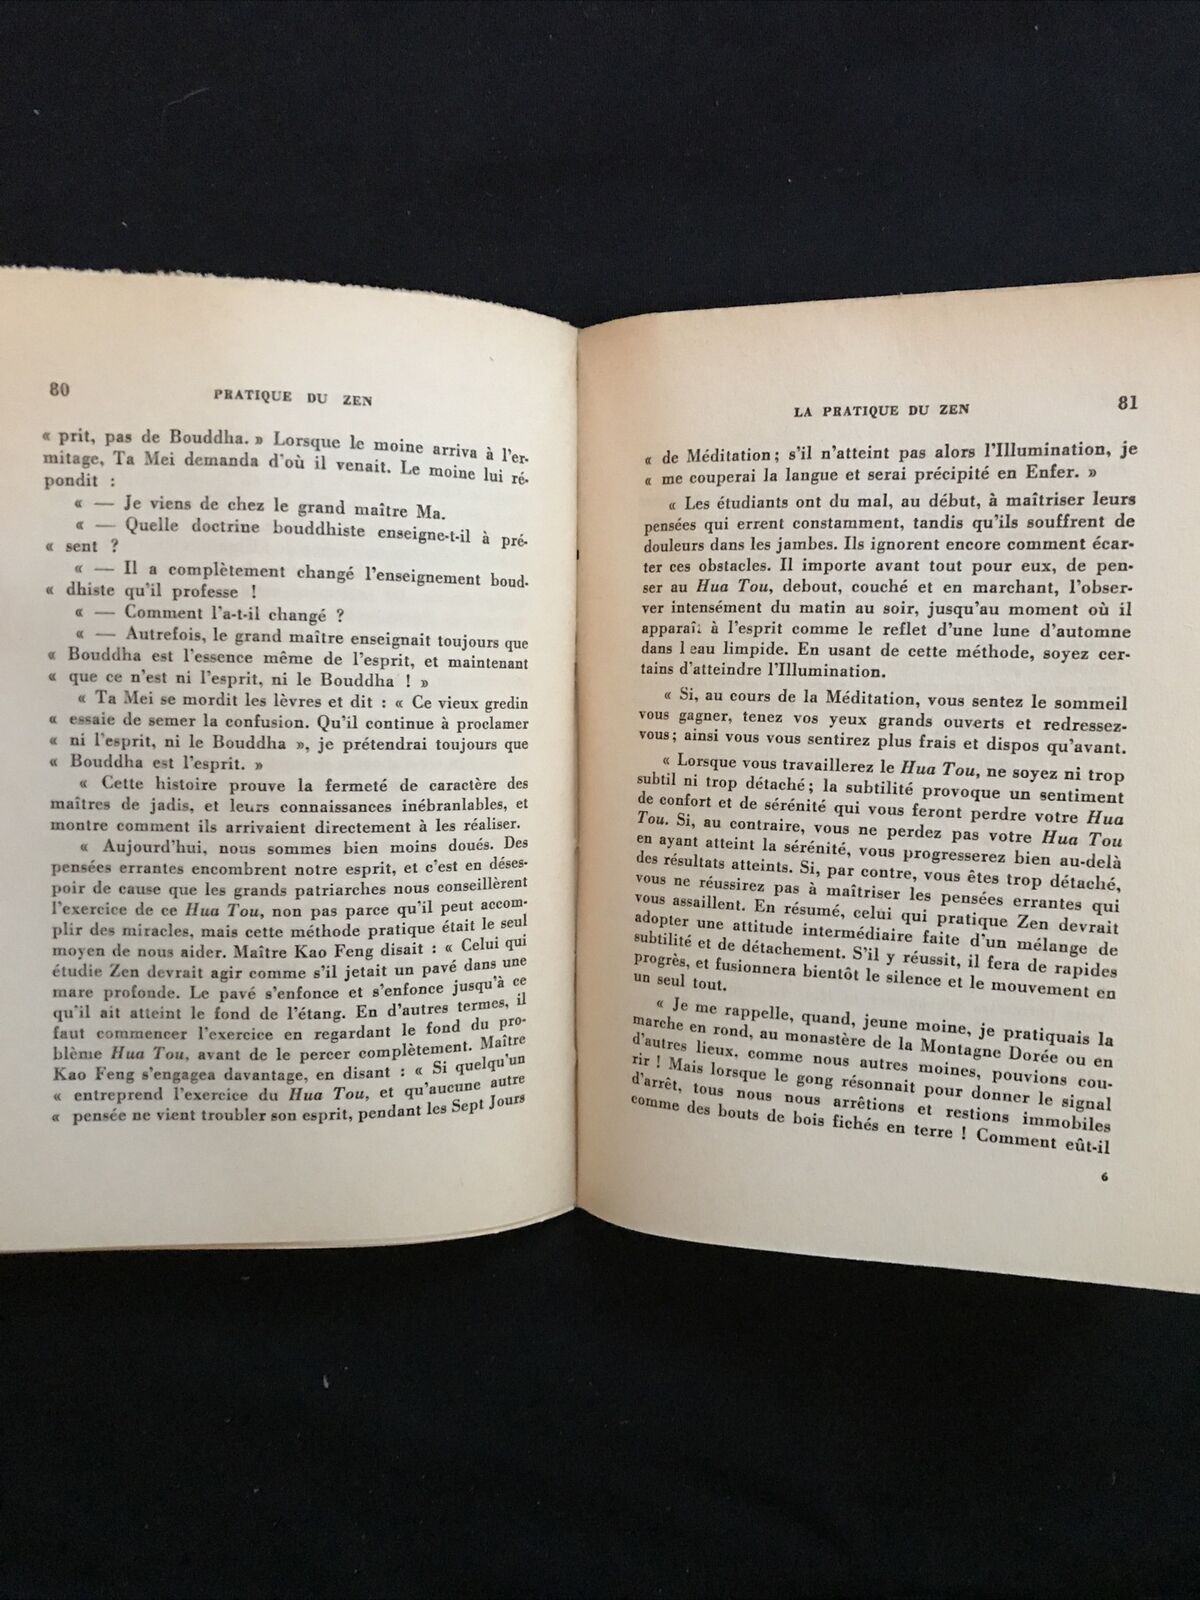 80
PRATIQUE DU ZEN
« prit, pas de Bouddha. » Lorsque le moine arriva à l'er-
mitage, Ta Mei demanda d'où il venait. Le moine lui ré-
pondit :
« — Je viens de chez le grand maître Ma.
« — Quelle doctrine bouddhiste enseigne-t-il à pré-
« sent ?
« — Il a complètement changé l'enseignement boud-
« dhiste qu'il professe !
« — Comment l'a-t-il changé ?
« — Autrefois, le grand maître enseignait toujours que
« Bouddha est l'essence même de l'esprit, et maintenant
« que ce n'est ni l'esprit, ni le Bouddha ! »
« Ta Mei se mordit les lèvres et dit : « Ce vieux gredin
« essaie de semer la confusion. Qu'il continue à proclamer
« ni l'esprit, ni le Bouddha », je prétendrai toujours que
« Bouddha est l'esprit. »
« Cette histoire prouve la fermeté de caractère des
maîtres de jadis, et leurs connaissances inébranlables, et
montre comment ils arrivaient directement à les réaliser.
« Aujourd'hui, nous sommes bien moins doués. Des
pensées errantes encombrent notre esprit, et c'est en déses-
poir de cause que les grands patriarches nous conseillèrent
l'exercice de ce Hua Tou, non pas parce qu'il peut accom-
plir des miracles, mais cette méthode pratique était le seul
moyen de nous aider. Maître Kao Feng disait : « Celui qui
étudie Zen devrait agir comme s'il jetait un pavé dans une
mare profonde. Le pavé s'enfonce et s'enfonce jusqu'à ce
qu'il ait atteint le fond de l'étang. En d'autres termes, il
faut commencer l'exercice en regardant le fond du pro-
blème Hua Tou, avant de le percer complètement. Maître
Kao Feng s'engagea davantage, en disant : « Si quelqu'un
« entreprend l'exercice du Hua Tou, et qu'aucune autre
« pensée ne vient troubler son esprit, pendant les Sept Jours
LA PRATIQUE DU ZEN
81
« de Méditation ; s'il n'atteint pas alors l'Illumination, je
« me couperai la langue et serai précipité en Enfer. »
« Les étudiants ont du mal, au début, à maîtriser leurs
pensées qui errent constamment, tandis qu'ils souffrent de
douleurs dans les jambes. Ils ignorent encore comment écar-
ter ces obstacles. Il importe avant tout pour eux, de pen-
ser au Hua Tou, debout, couché et en marchant, l'obser-
ver intensément du matin au soir, jusqu'au moment où il
apparaît à l'esprit comme le reflet d'une lune d'automne
dans l eau limpide. En usant de cette méthode, soyez cer-
tains d'atteindre l'Illumination.
« Si, au cours de la Méditation, vous sentez le sommeil
vous gagner, tenez vos yeux grands ouverts et redressez-
vous ; ainsi vous vous sentirez plus frais et dispos qu'avant.
« Lorsque vous travaillerez le Hua Tou, ne soyez ni trop
subtil ni trop détaché ; la subtilité provoque un sentiment
de confort et de sérénité qui vous feront perdre votre Hua
Tou. Si, au contraire, vous ne perdez pas votre Hua Tou
en ayant atteint la sérénité, vous progresserez bien au-delà
des résultats atteints. Si, par contre, vous êtes trop détaché,
vous ne réussirez pas à maîtriser les pensées errantes qui
vous assaillent. En résumé, celui qui pratique Zen devrait
adopter une attitude intermédiaire faite d'un mélange de
subtilité et de détachement. S'il y réussit, il fera de rapides
progrès, et fusionnera bientôt le silence et le mouvement en
un seul tout.
« Je me rappelle, quand, jeune moine, je pratiquais la
marche en rond, au monastère de la Montagne Dorée ou en
d'autres lieux, comme nous autres moines, pouvions cou-
rir ! Mais lorsque le gong résonnait pour donner le signal
d'arrêt, tous nous nous arrêtions et restions immobiles
comme des bouts de bois fichés en terre ! Comment eût-il
6